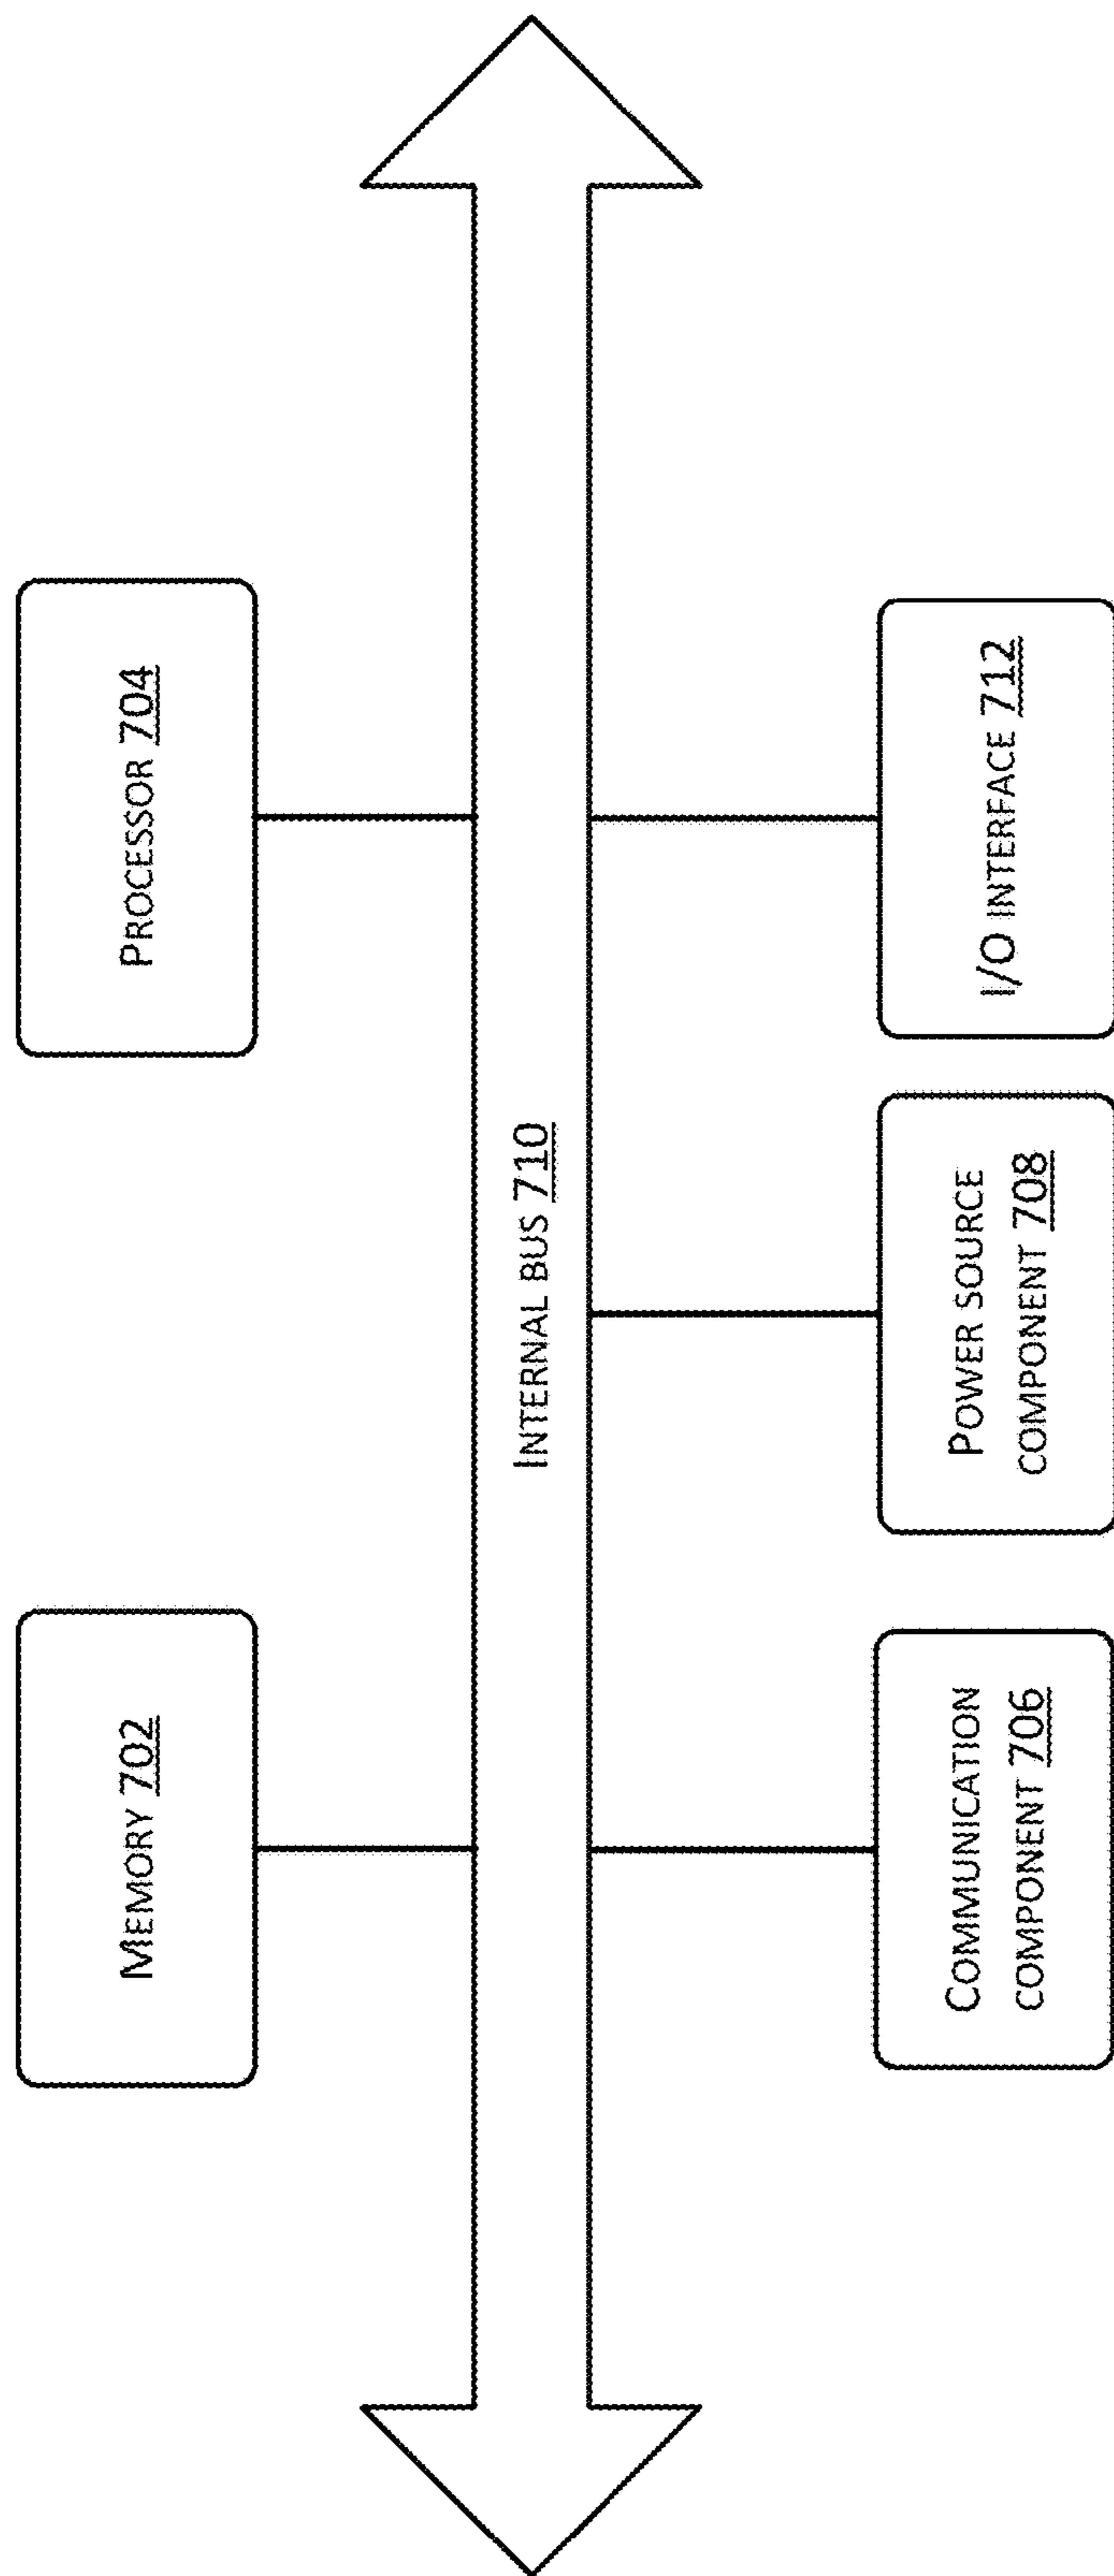 MEMORY 702
PROCESSOR 704
INTERNAL BUS 710
COMMUNICATION
COMPONENT 706
POWER SOURCE
COMPONENT 708
I/O INTERFACE 712